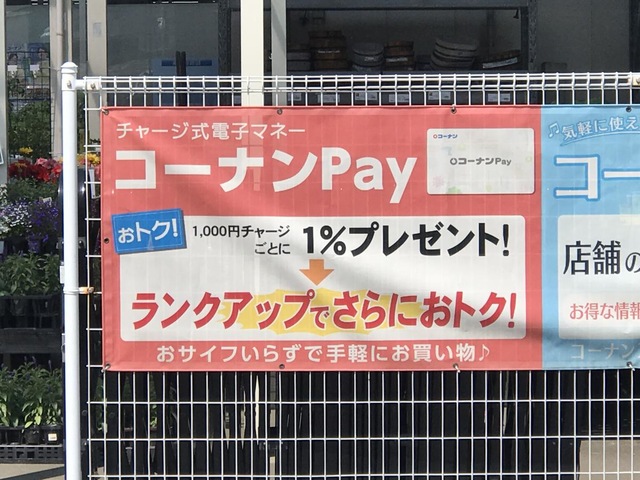 チャージ式電子マネー
コーナンPay
コーナン
コーナンPay
おトク!
1,000円チャージ
ごとに
1%プレゼント!
ランクアップでさらにおトク!
おサイフいらずで手軽にお買い物♪
♫気軽に使え
コー
店舗の
お得な情報
コーナン